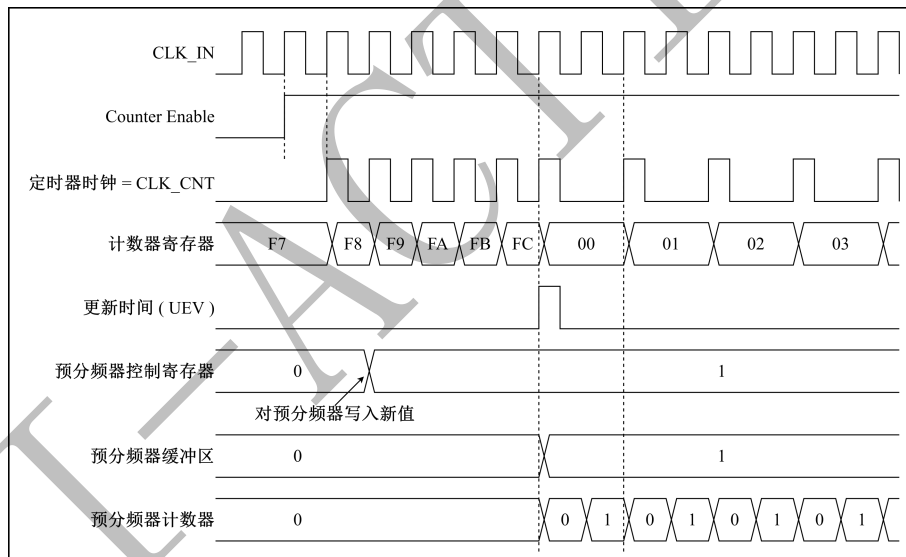 CLK_IN
Counter Enable
定时器时钟 = CLK_CNT
计数器寄存器 F7 F8 F9 FA FB FC 00 01 02 03
更新时间 ( UEV )
预分频器控制寄存器 0 1
对预分频器写入新值
预分频器缓冲区 0 1
预分频器计数器 0 0 1 0 1 0 1 0 1